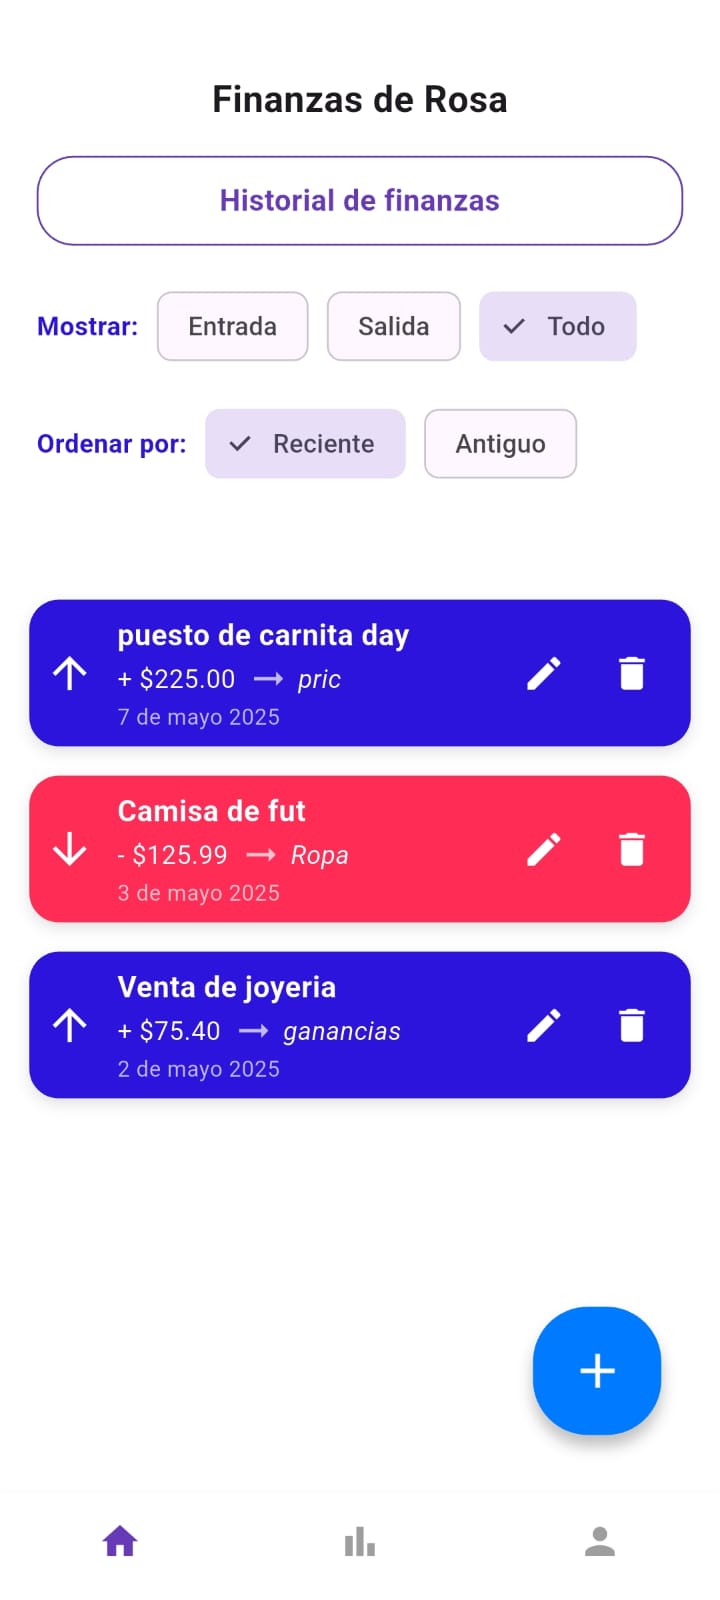 Finanzas de Rosa
Historial de finanzas
Mostrar: Entrada Salida Todo
Ordenar por: Reciente Antiguo
puesto de carnita day
+ $225.00 → pric
7 de mayo 2025
Camisa de fut
- $125.99 → Ropa
3 de mayo 2025
Venta de joyeria
+ $75.40 → ganancias
2 de mayo 2025